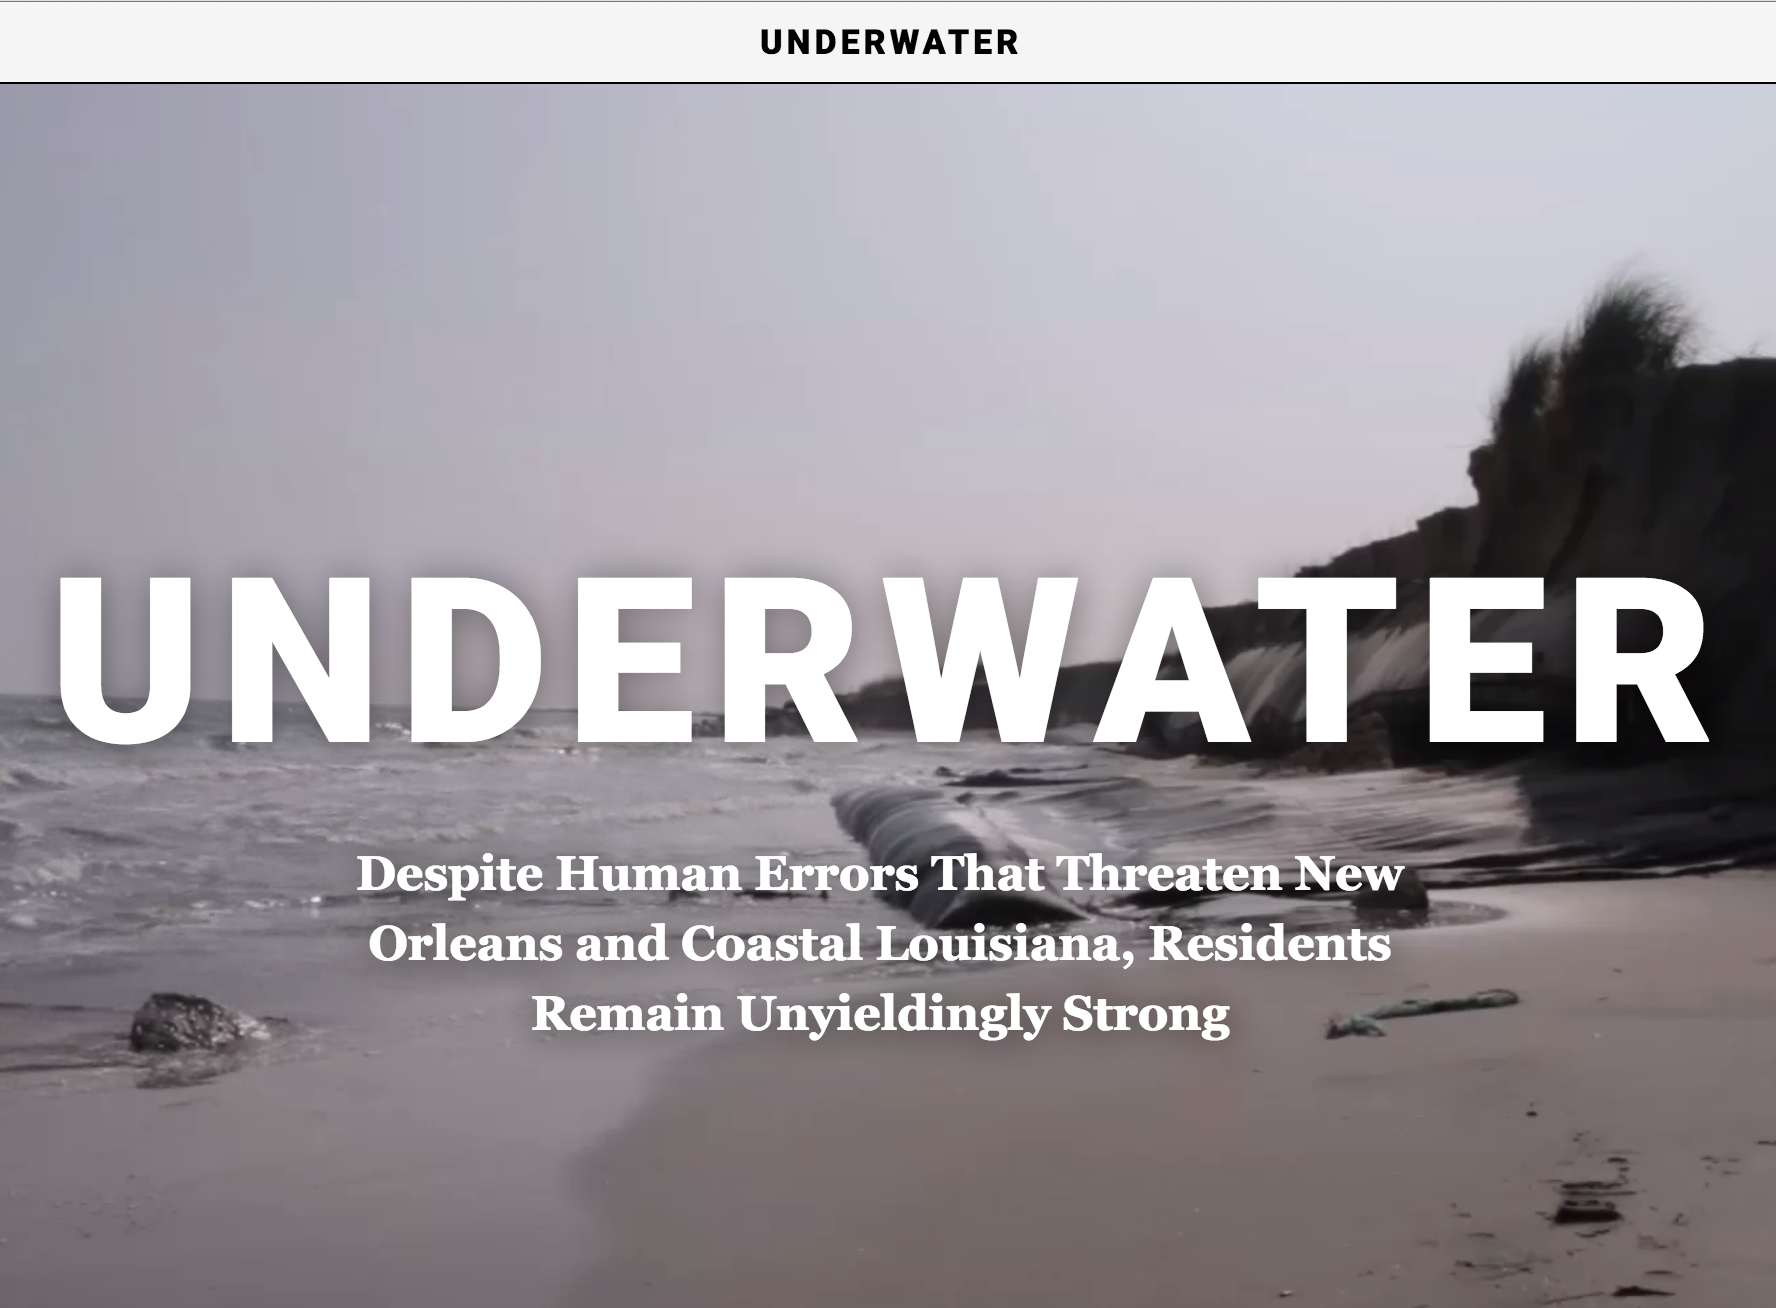 UNDERWATER
UNDERWATER
Despite Human Errors That Threaten New
Orleans and Coastal Louisiana, Residents
Remain Unyieldingly Strong